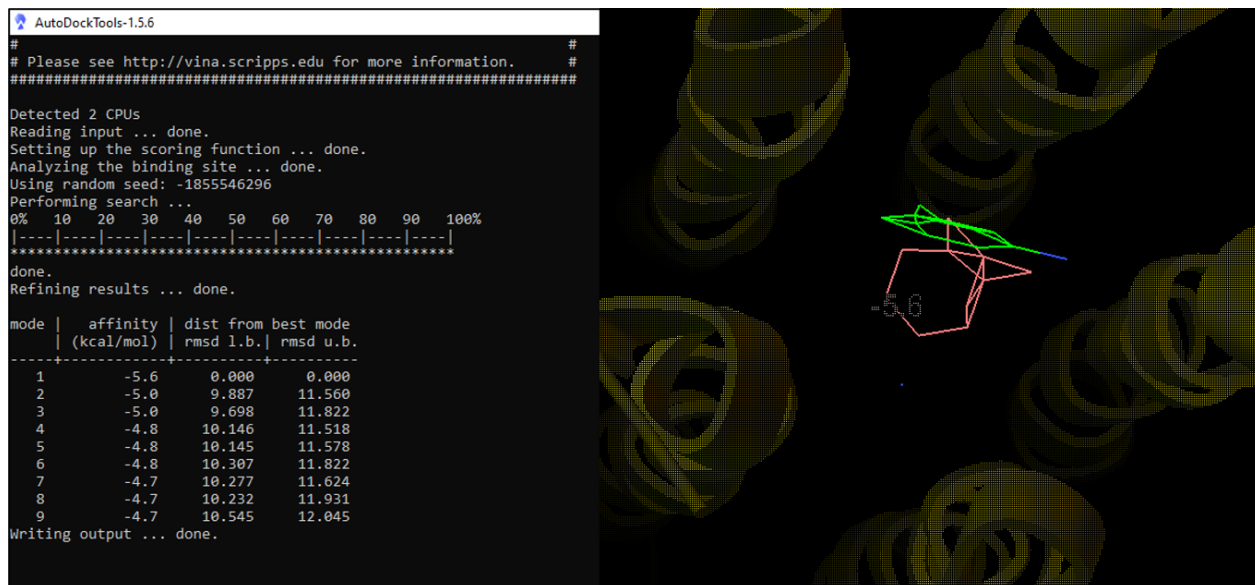 AutoDockTools-1.5.6
# #
# Please see http://vina.scripps.edu for more information. #
#################################################################
Detected 2 CPUs
Reading input ... done.
Setting up the scoring function ... done.
Analyzing the binding site ... done.
Using random seed: -1855546296
Performing search ...
0% 10 20 30 40 50 60 70 80 90 100%
|----|----|----|----|----|----|----|----|----|----|
***************************************************
done.
Refining results ... done.
mode | affinity | dist from best mode
| (kcal/mol) | rmsd l.b.| rmsd u.b.
-----+------------+----------+----------
1 -5.6 0.000 0.000
2 -5.0 9.887 11.560
3 -5.0 9.698 11.822
4 -4.8 10.146 11.518
5 -4.8 10.145 11.578
6 -4.8 10.307 11.822
7 -4.7 10.277 11.624
8 -4.7 10.232 11.931
9 -4.7 10.545 12.045
Writing output ... done.
-5.6